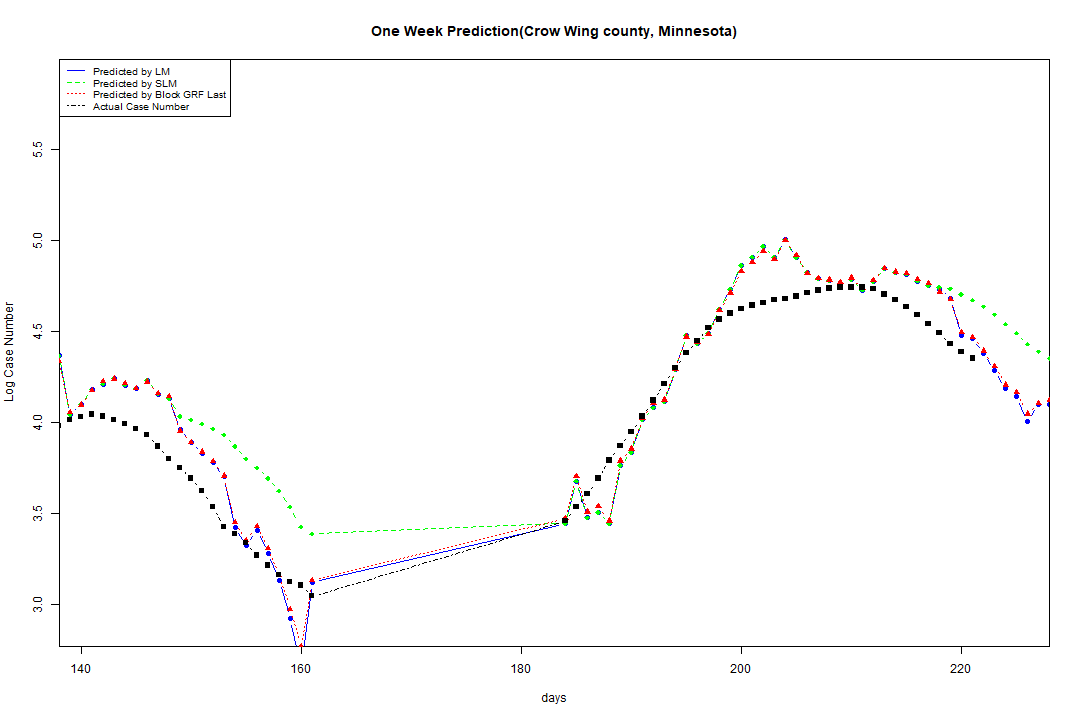 One Week Prediction(Crow Wing county, Minnesota)
Predicted by LM
Predicted by SLM
Predicted by Block GRF Last
Actual Case Number
5.5
5.0
4.5
4.0
3.5
3.0
Log Case Number
140 160 180 200 220
days